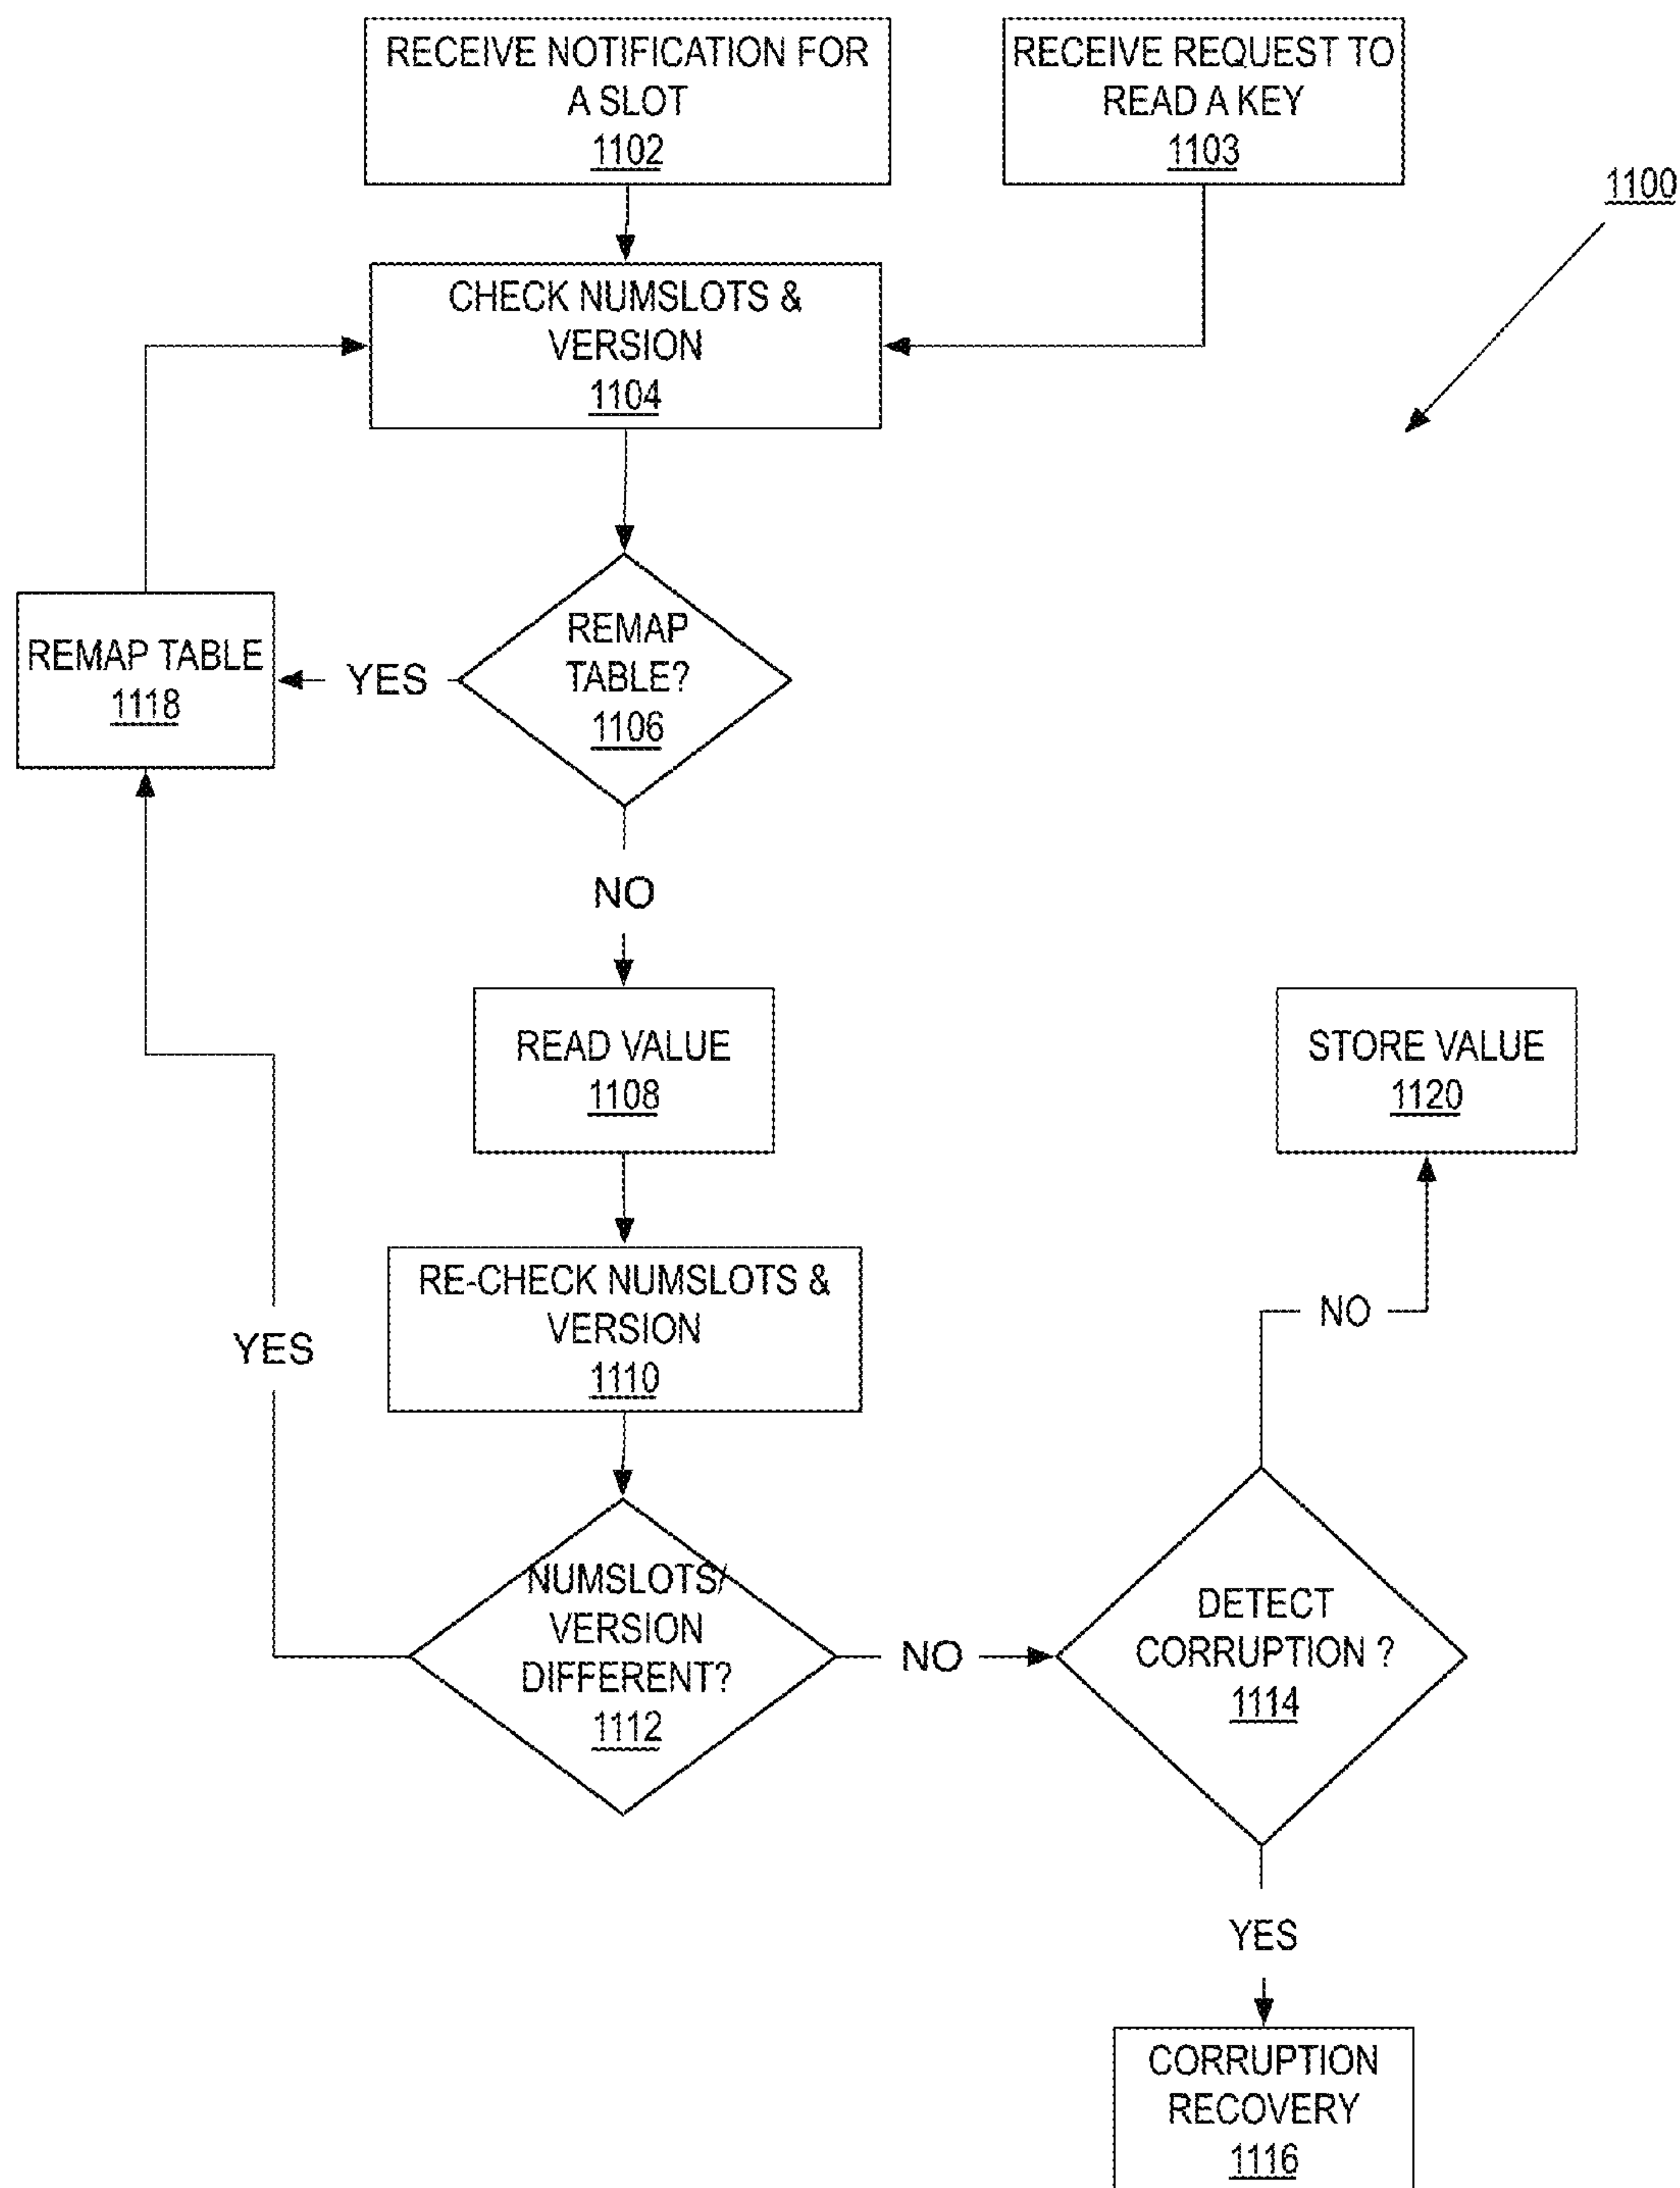 RECEIVE NOTIFICATION FOR
A SLOT
1102
RECEIVE REQUEST TO
READ A KEY
1103
1100
CHECK NUMSLOTS &
VERSION
1104
REMAP
TABLE?
1106
YES
REMAP TABLE
1118
NO
READ VALUE
1108
STORE VALUE
1120
RE-CHECK NUMSLOTS &
VERSION
1110
NO
YES
NUMSLOTS/
VERSION
DIFFERENT?
1112
NO
DETECT
CORRUPTION ?
1114
YES
CORRUPTION
RECOVERY
1116